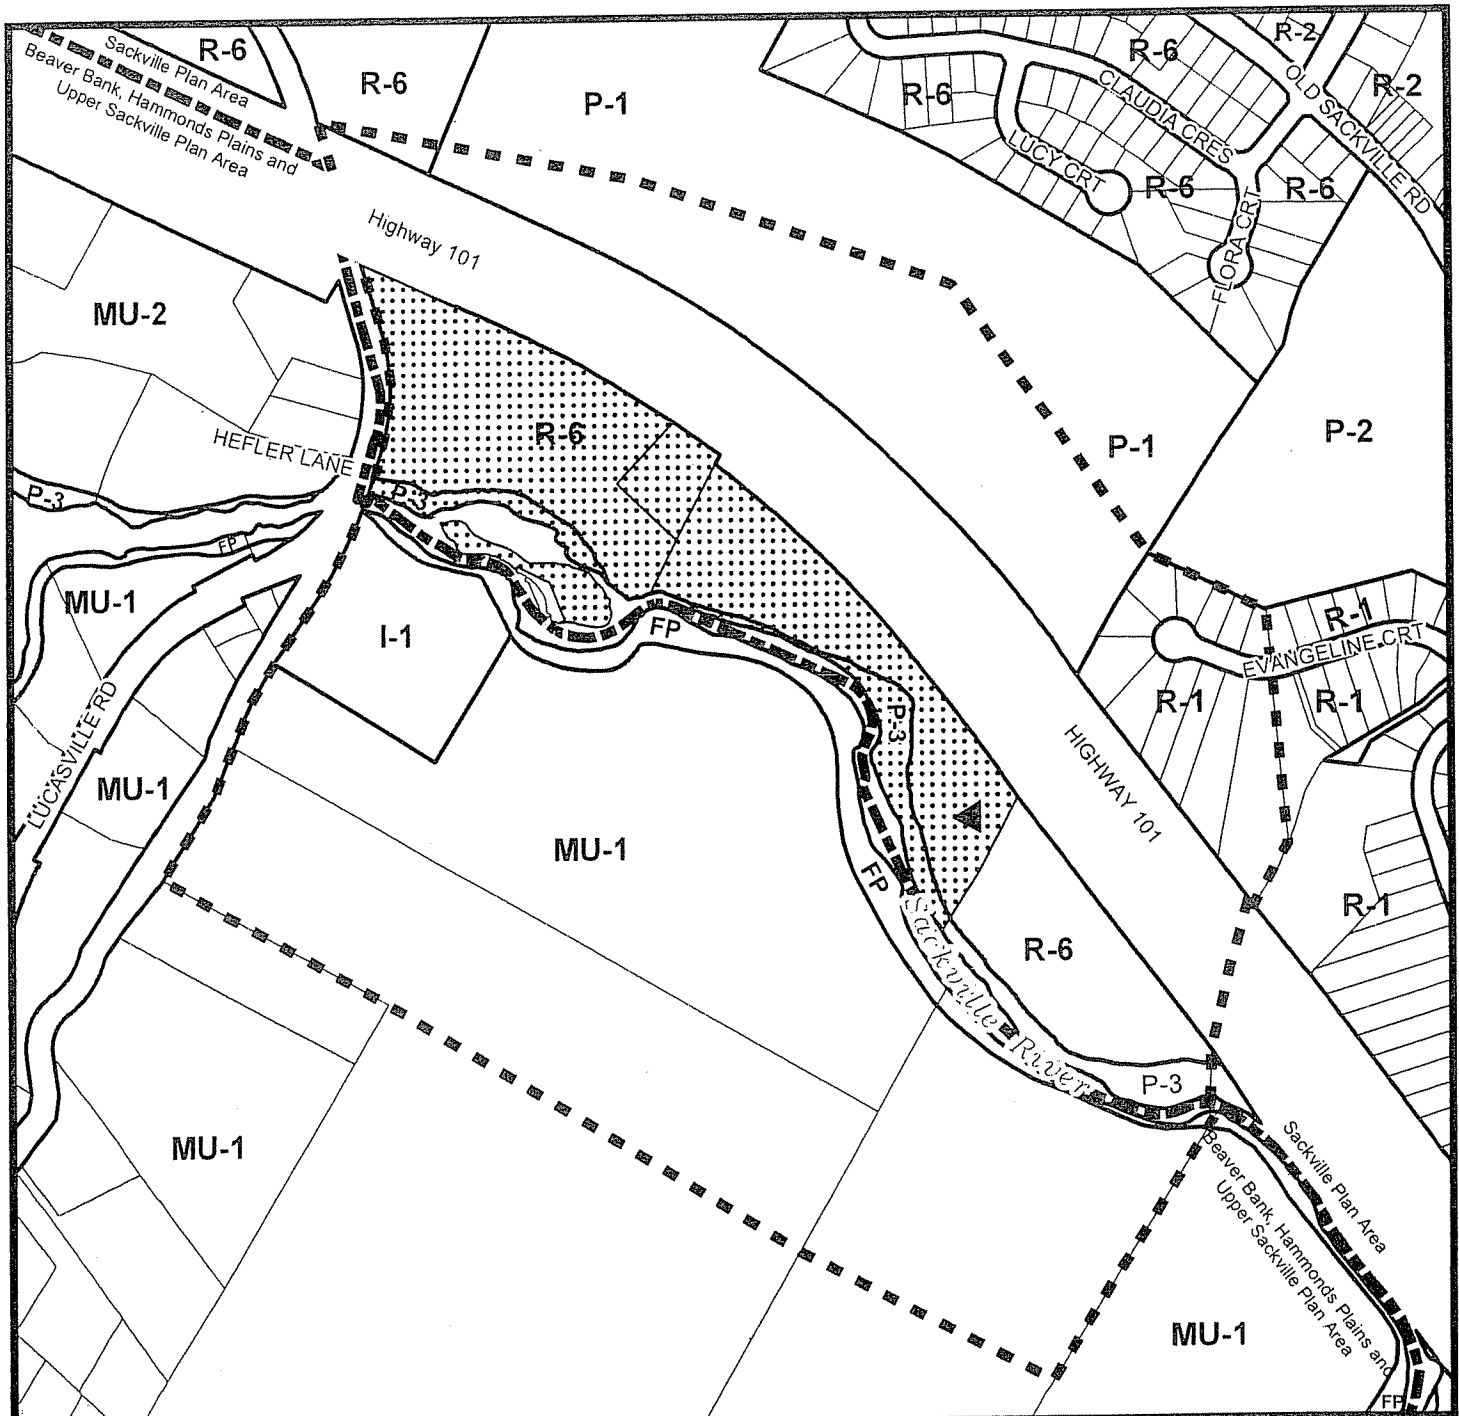 Sackville Plan Area
Beaver Bank, Hammonds Plains and
Upper Sackville Plan Area
R-6
R-6
P-1
R-6
R-6
R-2
R-2
OLD SACKVILLE RD
CLAUDIA CRES
LUCY CRT
R-6
R-6
FLORA CRT
Highway 101
MU-2
HEFLER LANE
R-6
P-1
P-2
P-3
P-3
FP
MU-1
I-1
FP
R-1
EVANGELINE CRT
R-1
R-1
P-3
LUCASVILLE RD
MU-1
HIGHWAY 101
MU-1
FP
R-1
Sackville River
R-6
P-3
MU-1
Sackville Plan Area
Beaver Bank, Hammonds Plains and
Upper Sackville Plan Area
MU-1
FP